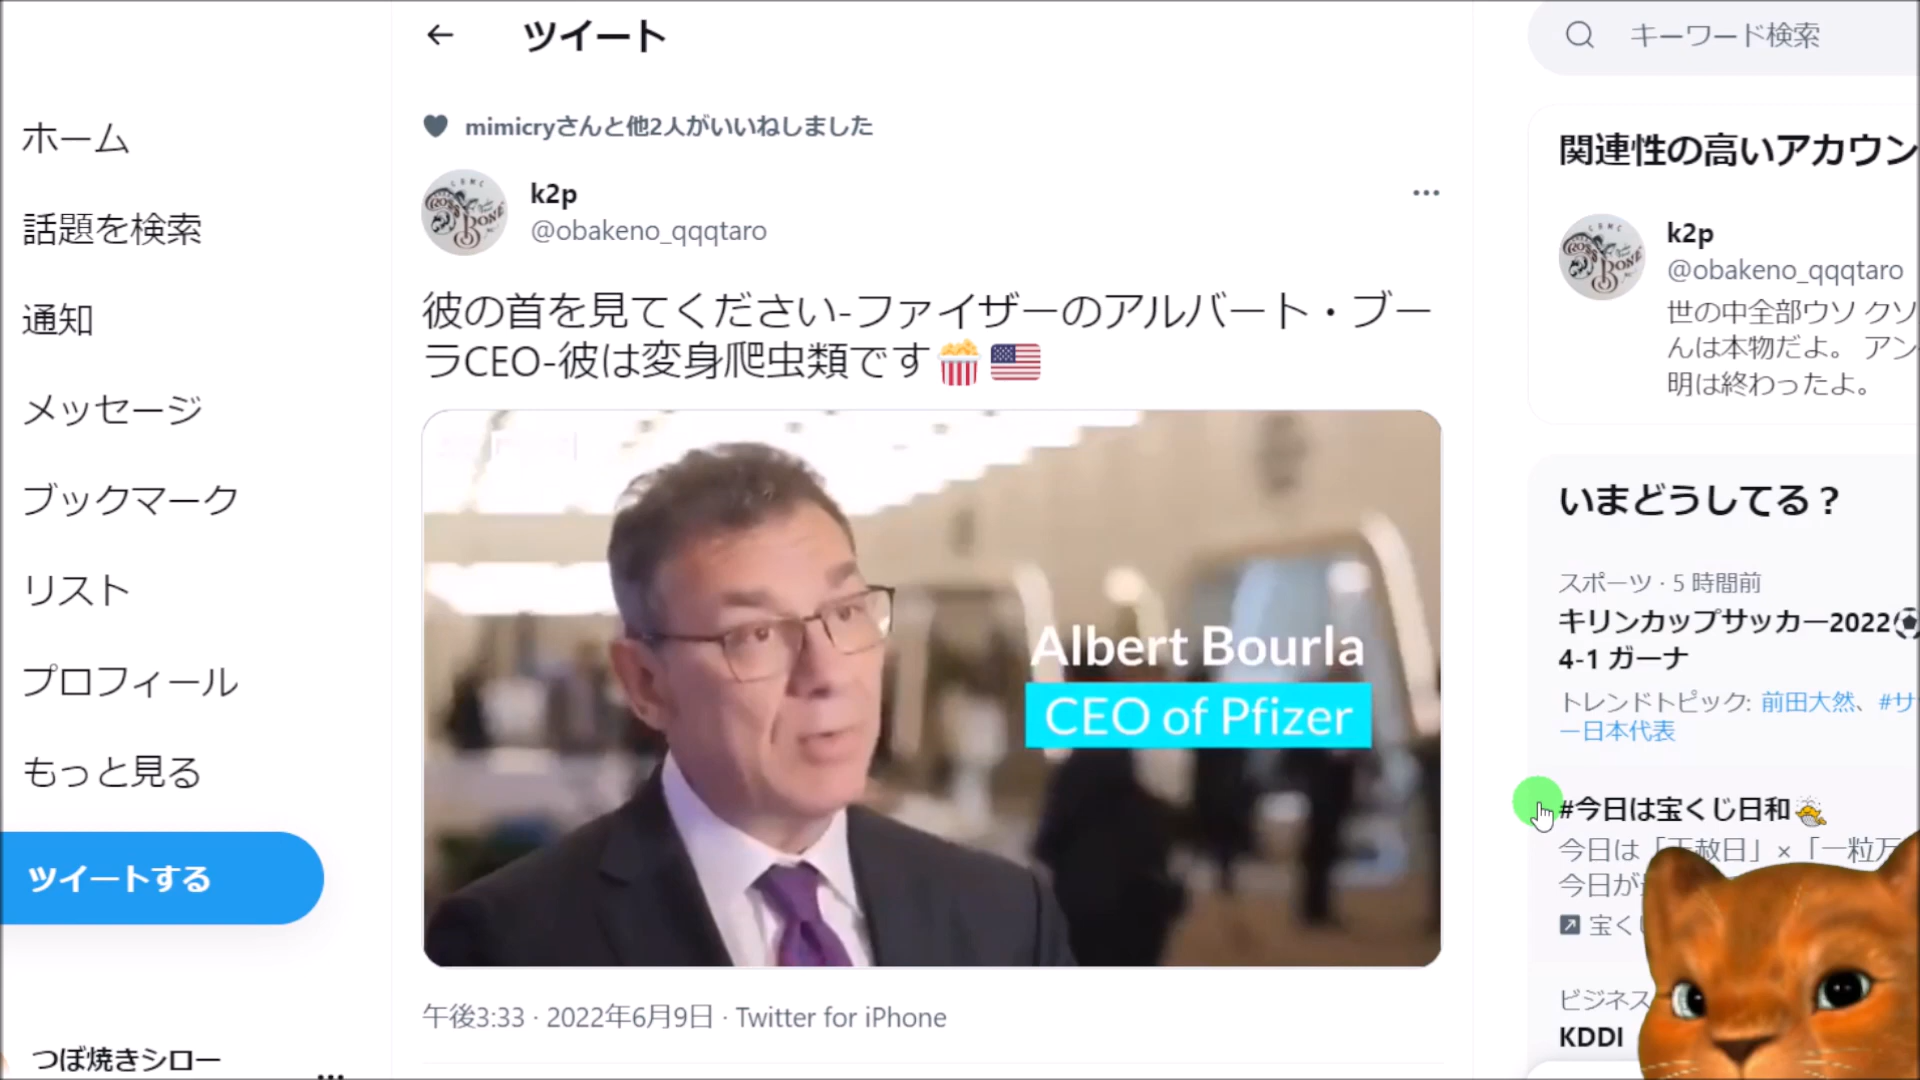 ツイート
キーワード検索
ホーム
話題を検索
通知
メッセージ
ブックマーク
リスト
プロフィール
もっと見る
ツイートする
つぼ焼きシロー
mimicryさんと他2人がいいねしました
k2p
@obakeno_qqqtaro
彼の首を見てください-ファイザーのアルバート・ブー
ラCEO-彼は変身爬虫類です🍿🇺🇸
Albert Bourla
CEO of Pfizer
午後3:33 · 2022年6月9日 · Twitter for iPhone
関連性の高いアカウン
k2p
@obakeno_qqqtaro
世の中全部ウソ クソ
んは本物だよ。 アン
明は終わったよ。
いまどうしてる？
スポーツ · 5 時間前
キリンカップサッカー2022⚽
4-1 ガーナ
トレンドトピック: 前田大然、#サ
ー日本代表
#今日は宝くじ日和
今日は「天赦日」×「一粒万
今日が
宝く
ビジネス
KDDI